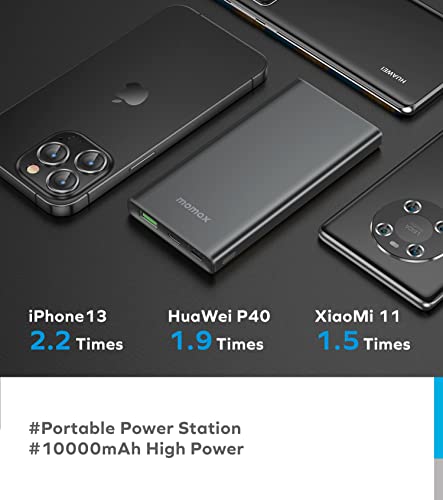 HUAWEI
momax
iPhone13 HuaWei P40 XiaoMi 11
2.2 Times 1.9 Times 1.5 Times
#Portable Power Station
#10000mAh High Power